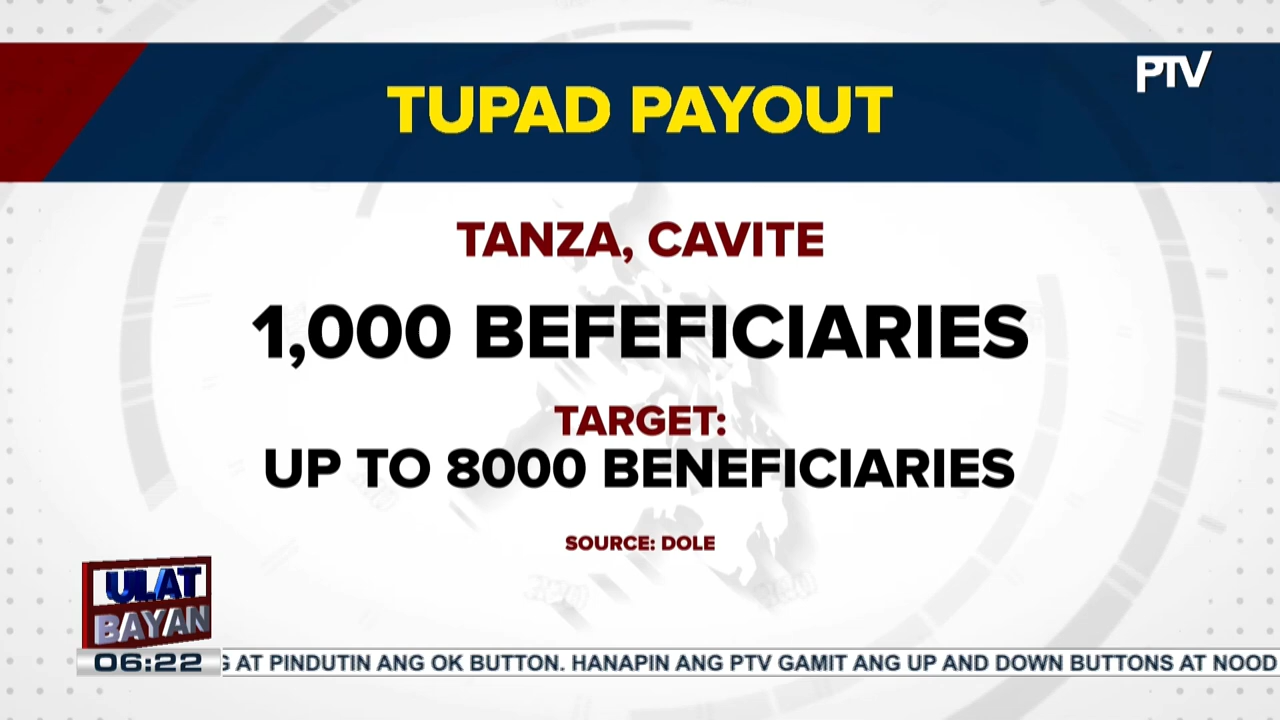 PTV
TUPAD PAYOUT
TANZA, CAVITE
1,000 BEFEFICIARIES
TARGET:
UP TO 8000 BENEFICIARIES
SOURCE: DOLE
ULAT
BAYAN
06:22
AT PINDUTIN ANG OK BUTTON. HANAPIN ANG PTV GAMIT ANG UP AND DOWN BUTTONS AT NOOD